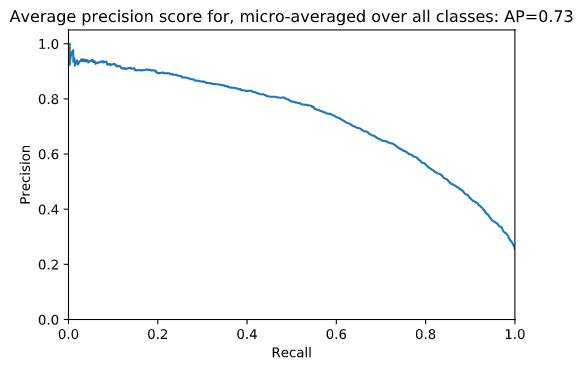 Average precision score for, micro-averaged over all classes: AP=0.73
1.0
0.8
0.6
0.4
0.2
0.0
Precision
0.0 0.2 0.4 0.6 0.8 1.0
Recall